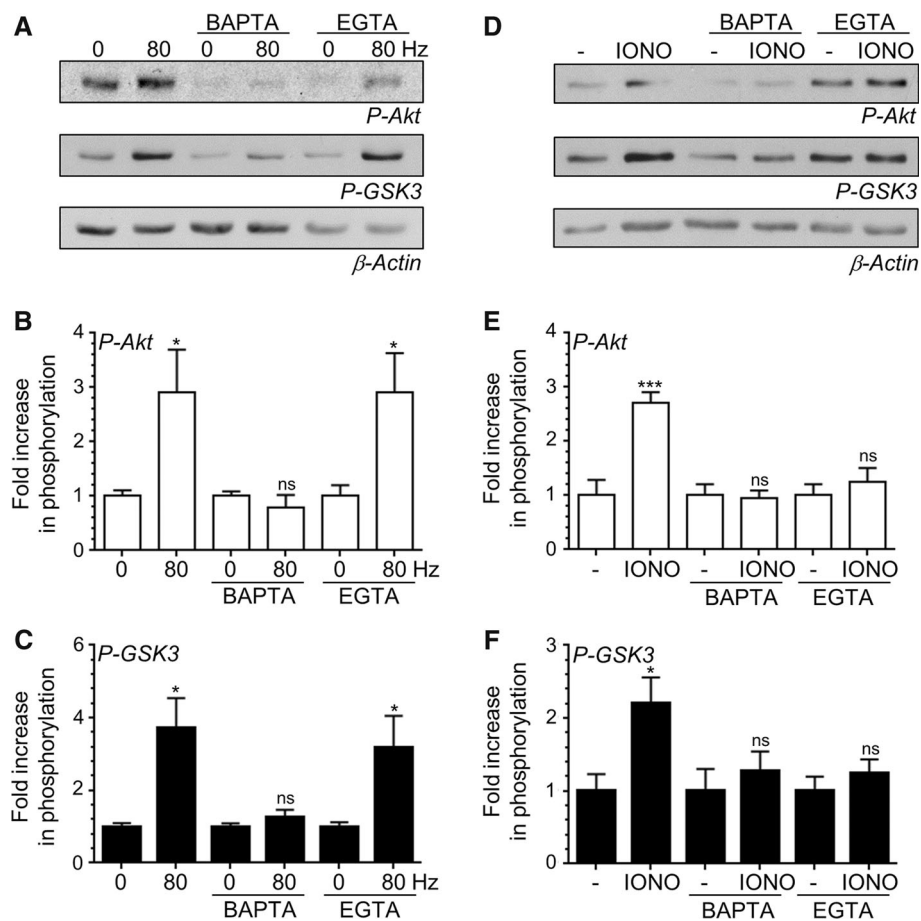 A
BAPTA EGTA
0 80 0 80 0 80 Hz
P-Akt
P-GSK3
β-Actin
D
BAPTA EGTA
- IONO - IONO - IONO
P-Akt
P-GSK3
β-Actin
B
P-Akt
Fold increase
in phosphorylation
4
3
2
1
0
* ns *
0 80 0 80 0 80 Hz
BAPTA EGTA
E
P-Akt
Fold increase
in phosphorylation
4
3
2
1
0
*** ns ns
- IONO - IONO - IONO
BAPTA EGTA
C
P-GSK3
Fold increase
in phosphorylation
6
4
2
0
* ns *
0 80 0 80 0 80 Hz
BAPTA EGTA
F
P-GSK3
Fold increase
in phosphorylation
3
2
1
0
* ns ns
- IONO - IONO - IONO
BAPTA EGTA